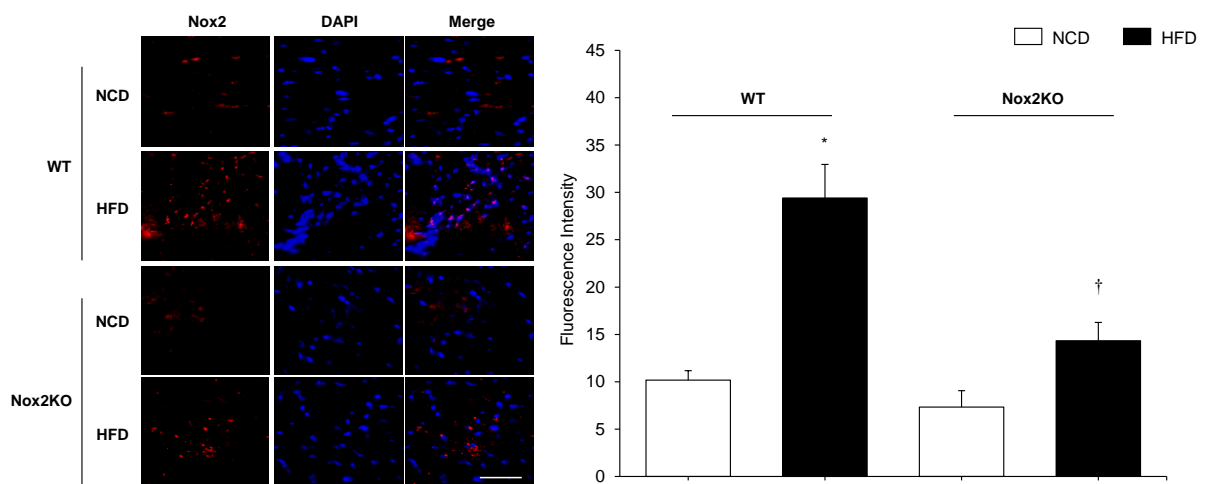 Nox2 DAPI Merge
WT
NCD
HFD
Nox2KO
NCD
HFD
NCD HFD
Fluorescence Intensity
45
40
35
30
25
20
15
10
5
0
WT Nox2KO
*
†